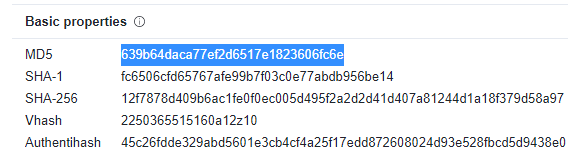 Basic properties
MD5 639b64daca77ef2d6517e1823606fc6e
SHA-1 fc6506cfd65767afe99b7f03c0e77abdb956be14
SHA-256 12f7878d409b6ac1fe0f0ec005d495f2a2d2d41d407a81244d1a18f379d58a97
Vhash 2250365515160a12z10
Authentihash 45c26fdde329abd5601e3cb4cf4a25f17edd872608024d93e528fbcd5d9438e0